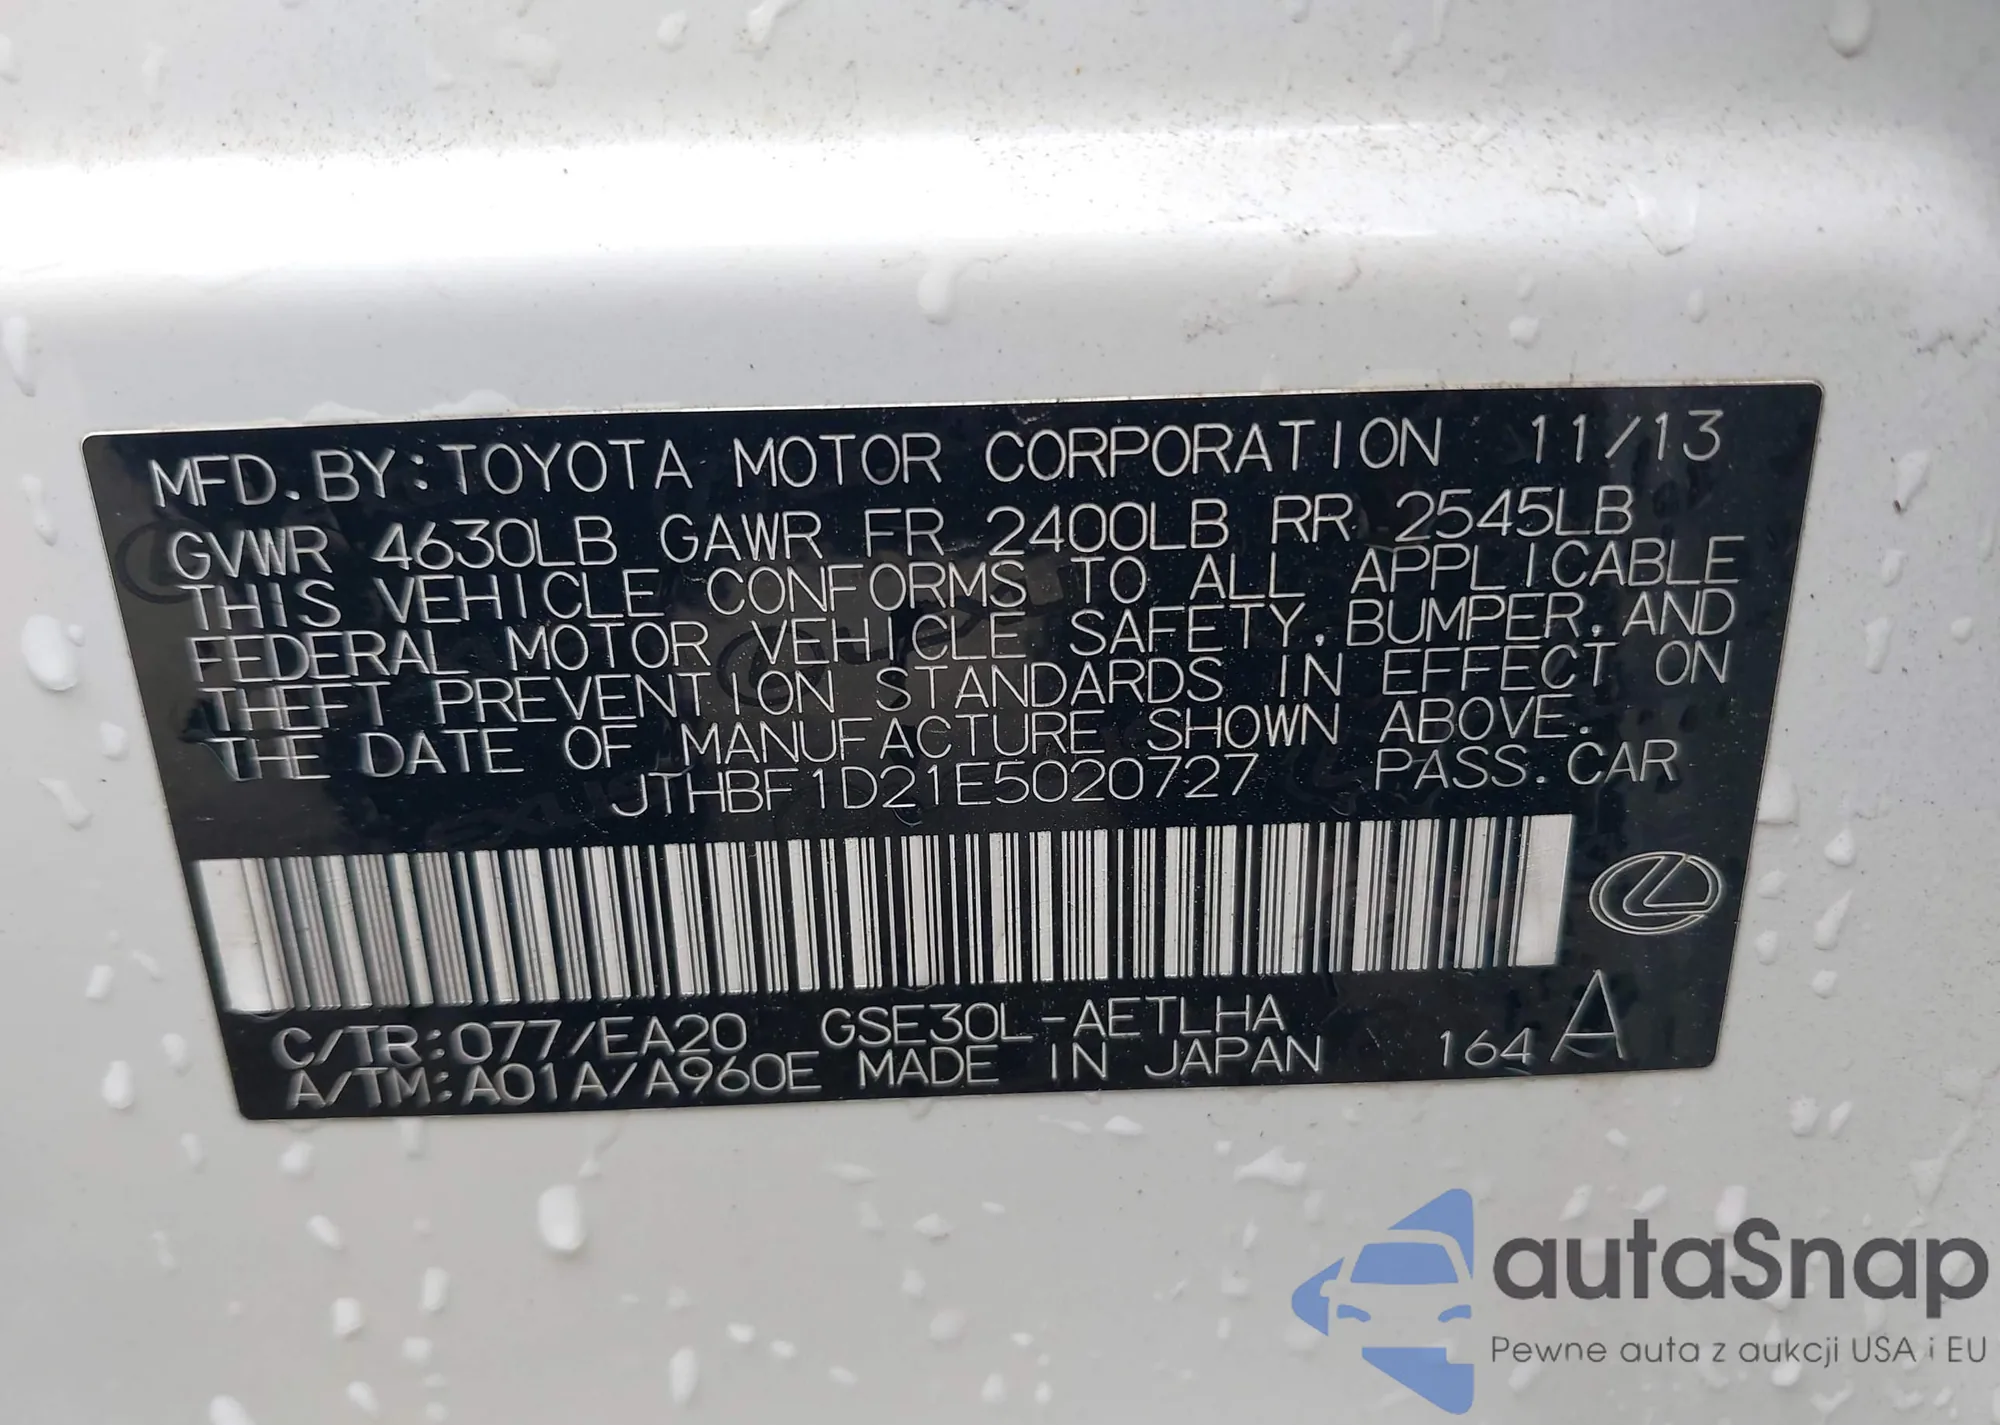 MFD. BY: TOYOTA MOTOR CORPORATION 11/13
GVWR 4630LB GAWR FR 2400LB RR 2545LB
THIS VEHICLE CONFORMS TO ALL APPLICABLE
FEDERAL MOTOR VEHICLE SAFETY, BUMPER, AND
THEFT PREVENTION STANDARDS IN EFFECT ON
THE DATE OF MANUFACTURE SHOWN ABOVE.
JTHBF1D21E5020727 PASS. CAR
C/TR: 077/EA20 GSE30L-AETLHA
A/TM: A01A/A960E MADE IN JAPAN 164 A
autaSnap
Pewne auta z aukcji USA i EU